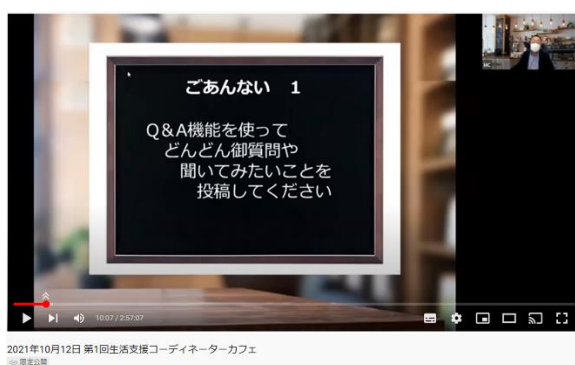 ごあんない 1
Q&A機能を使って
どんどん御質問や
聞いてみたいことを
投稿してください
10:07 / 2:57:07
2021年10月12日 第1回生活支援コーディネーターカフェ
限定公開